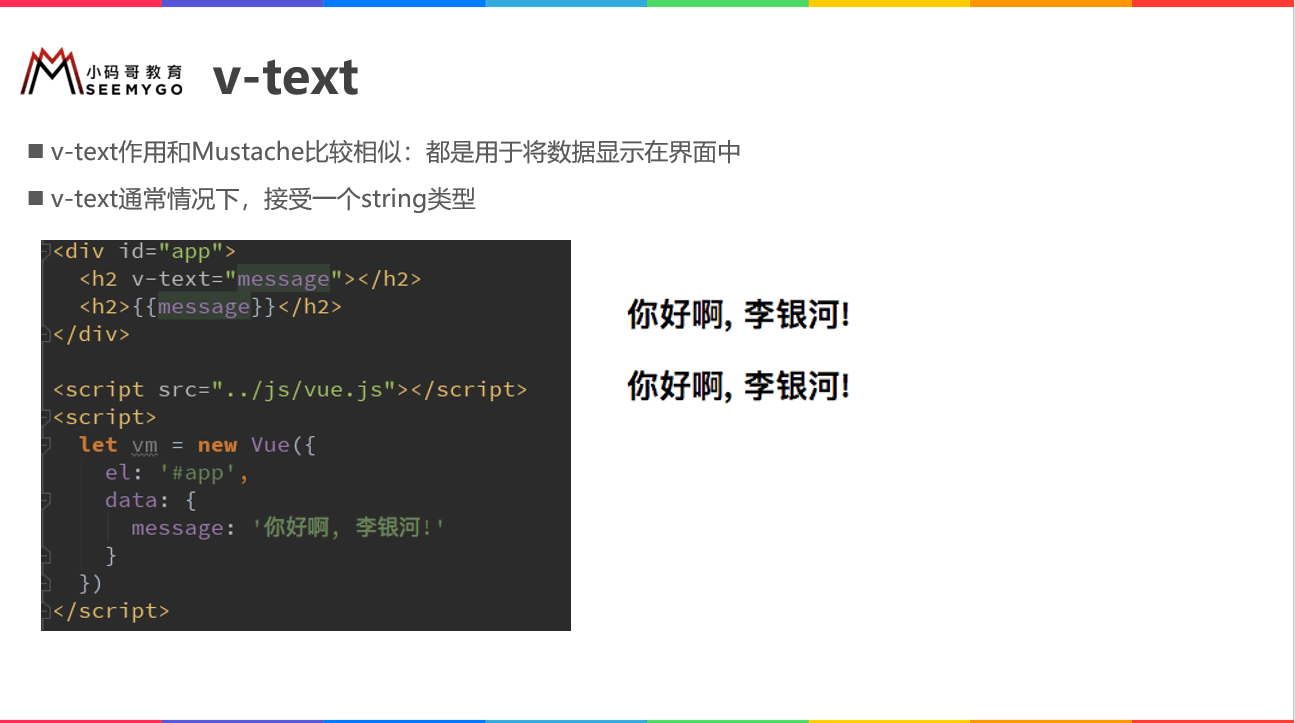 小码哥教育
SEEMYGO
v-text
■ v-text作用和Mustache比较相似：都是用于将数据显示在界面中
■ v-text通常情况下，接受一个string类型
<div id="app">
  <h2 v-text="message"></h2>
  <h2>{{message}}</h2>
</div>
<script src="../js/vue.js"></script>
<script>
  let vm = new Vue({
    el: '#app',
    data: {
      message: '你好啊, 李银河!'
    }
  })
</script>
你好啊, 李银河!
你好啊, 李银河!